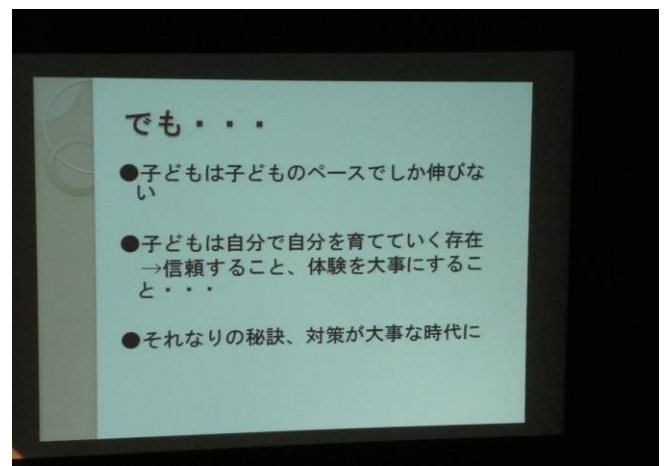 でも・・・
●子どもは子どものペースでしか伸びな
い
●子どもは自分で自分を育てていく存在
→信頼すること、体験を大事にするこ
と・・・
●それなりの秘訣、対策が大事な時代に